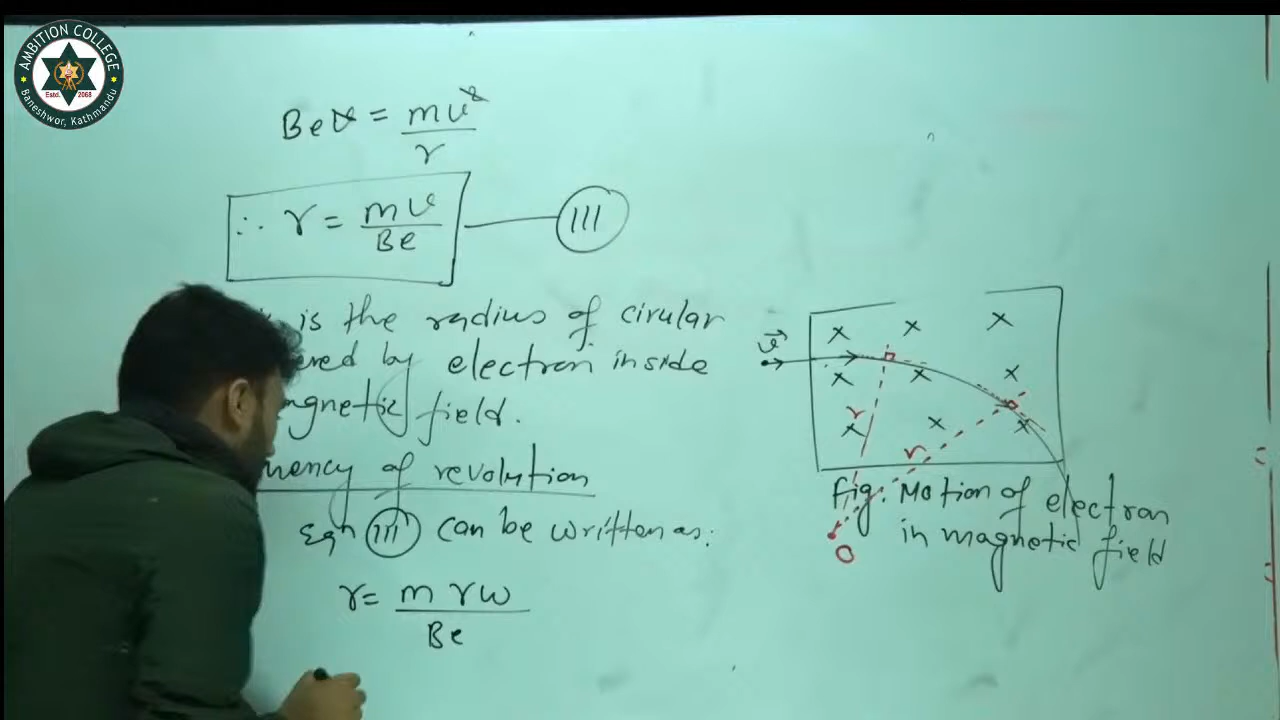 AMBITION COLLEGE
Estd. 2068
Baneshwor, Kathmandu
Bev = mv²/r
∴ r = mv/Be — III
is the radius of cirular
ered by electron inside
agnetic field.
uency of revolution
Eqn III can be written as:
r = m r ω / Be
v⃗
x x x
x x x
x x x
r
r
O
Fig: Motion of electron
in magnetic field